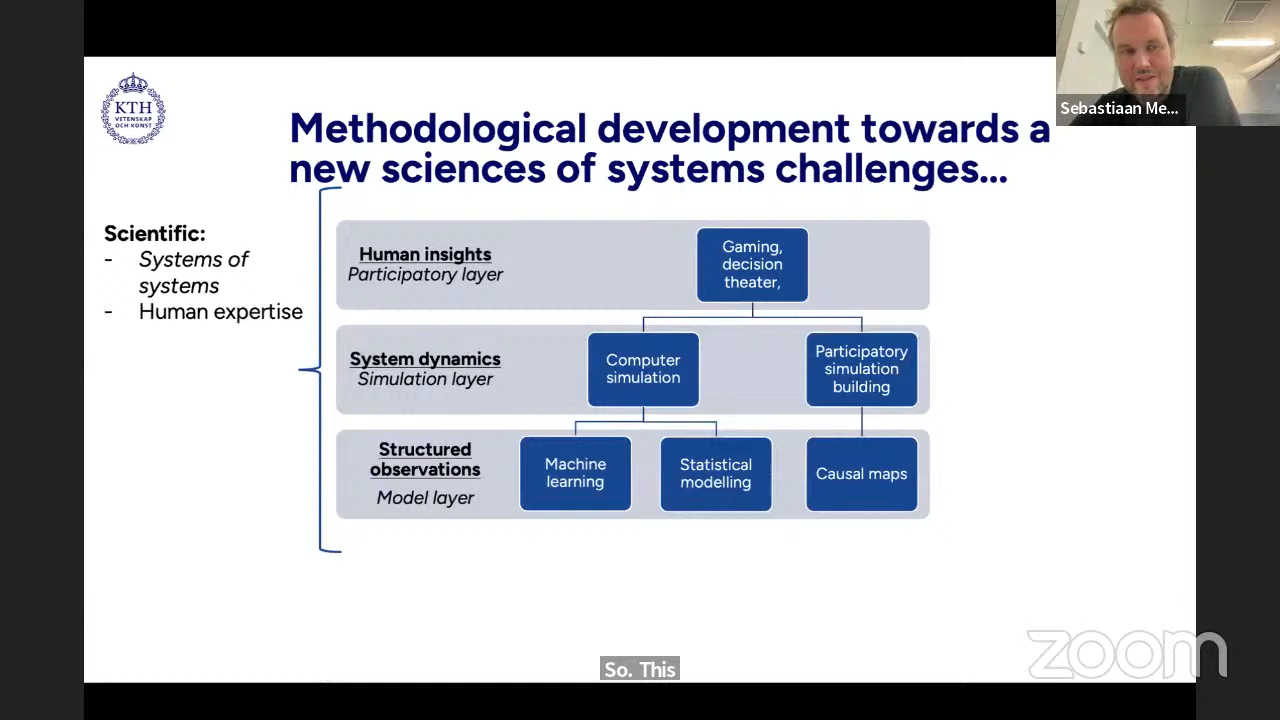 Sebastiaan Me...
KTH
VETENSKAP
OCH KONST
Methodological development towards a
new sciences of systems challenges...
Scientific:
- Systems of
systems
- Human expertise
Human insights
Participatory layer
Gaming,
decision
theater,
System dynamics
Simulation layer
Computer
simulation
Participatory
simulation
building
Structured
observations
Model layer
Machine
learning
Statistical
modelling
Causal maps
zoom
So. This